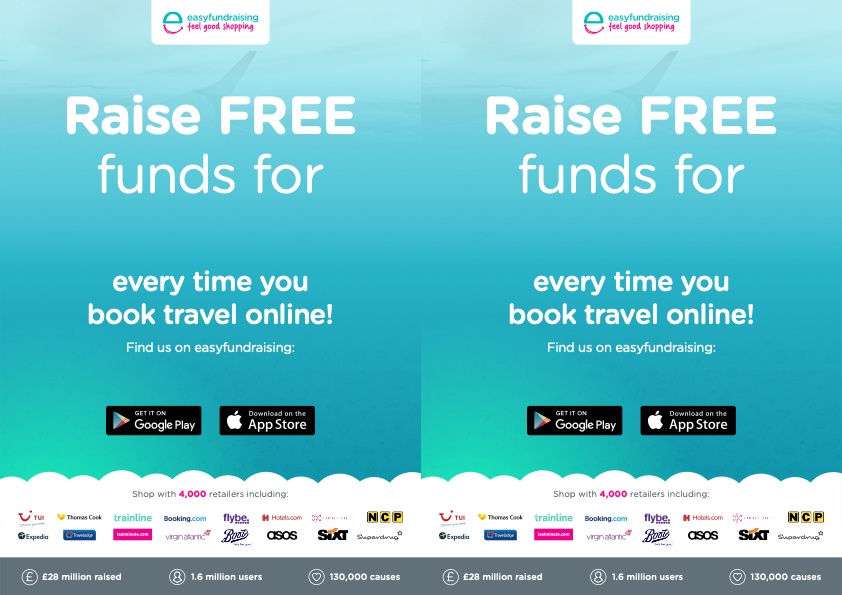 easyfundraising
feel good shopping
Raise FREE
funds for
every time you
book travel online!
Find us on easyfundraising:
GET IT ON
Google Play
Download on the
App Store
Shop with 4,000 retailers including:
TUI
Thomas Cook
trainline
Booking.com
flybe.
Hotels.com
NCP
Expedia
Travelodge
lastminute.com
virgin atlantic
Boots
asos
SiXT
Superdrug
£28 million raised
1.6 million users
130,000 causes
easyfundraising
feel good shopping
Raise FREE
funds for
every time you
book travel online!
Find us on easyfundraising:
GET IT ON
Google Play
Download on the
App Store
Shop with 4,000 retailers including:
TUI
Thomas Cook
trainline
Booking.com
flybe.
Hotels.com
NCP
Expedia
Travelodge
lastminute.com
virgin atlantic
Boots
asos
SiXT
Superdrug
£28 million raised
1.6 million users
130,000 causes